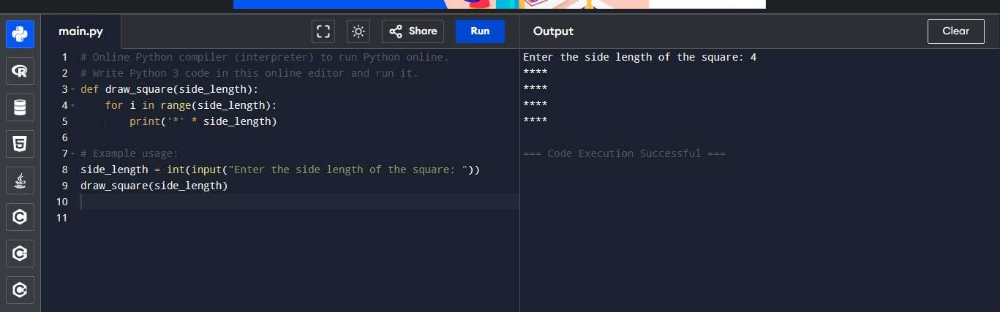 main.py
Share
Run
Output
Clear
1 # Online Python compiler (interpreter) to run Python online.
2 # Write Python 3 code in this online editor and run it.
3 def draw_square(side_length):
4     for i in range(side_length):
5         print('*' * side_length)
6
7 # Example usage:
8 side_length = int(input("Enter the side length of the square: "))
9 draw_square(side_length)
10
11
Enter the side length of the square: 4
****
****
****
****
=== Code Execution Successful ===